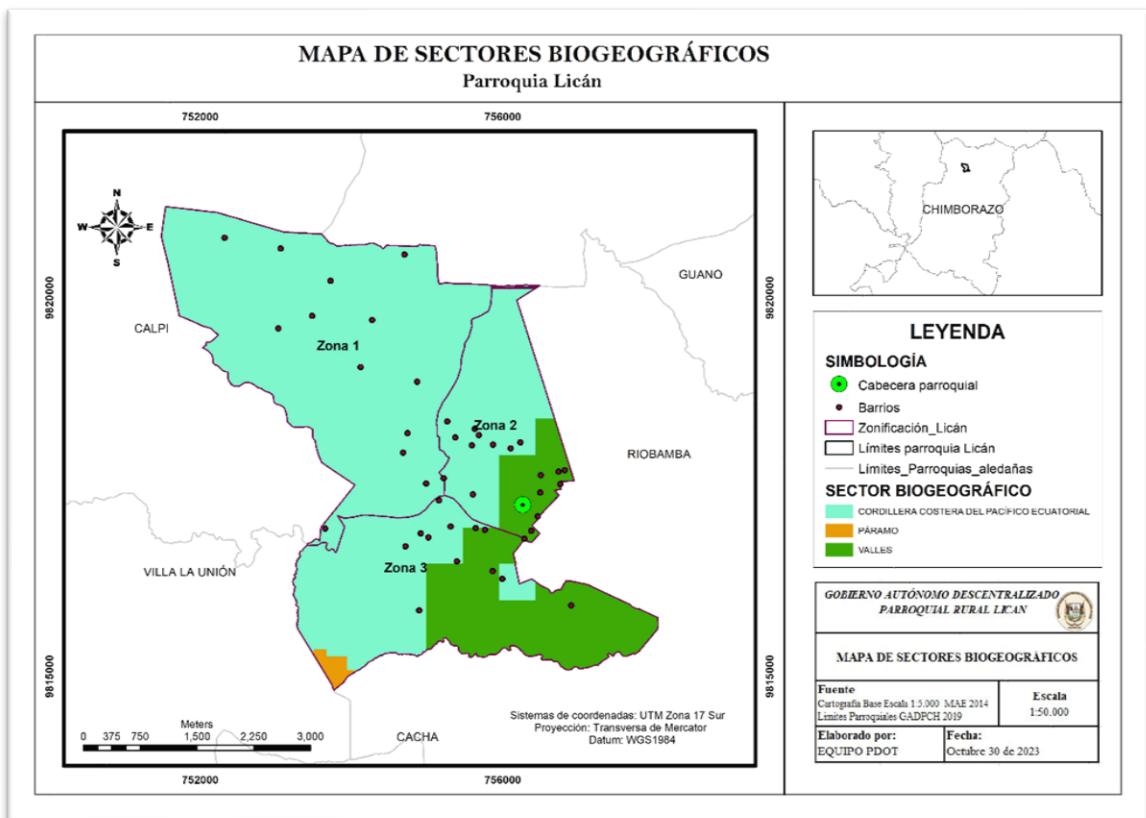 MAPA DE SECTORES BIOGEOGRÁFICOS
Parroquia Licán
752000 756000
N
W E
S
9820000
9820000
GUANO
CALPI
Zona 1
Zona 2
RIOBAMBA
VILLA LA UNIÓN
Zona 3
9815000
9815000
Meters
0 375 750 1,500 2,250 3,000
CACHA
Sistemas de coordenadas: UTM Zona 17 Sur
Proyección: Transversa de Mercator
Datum: WGS1984
752000 756000
CHIMBORAZO
LEYENDA
SIMBOLOGÍA
Cabecera parroquial
Barrios
Zonificación_Licán
Límites parroquia Licán
Límites_Parroquias_aledañas
SECTOR BIOGEOGRÁFICO
CORDILLERA COSTERA DEL PACÍFICO ECUATORIAL
PÁRAMO
VALLES
GOBIERNO AUTÓNOMO DESCENTRALIZADO
PARROQUIAL RURAL LICAN
MAPA DE SECTORES BIOGEOGRÁFICOS
Fuente
Cartografía Base Escala 1:5.000 MAE 2014
Limites Parroquiales GADPCH 2019
Escala
1:50.000
Elaborado por:
EQUIPO PDOT
Fecha:
Octubre 30 de 2023